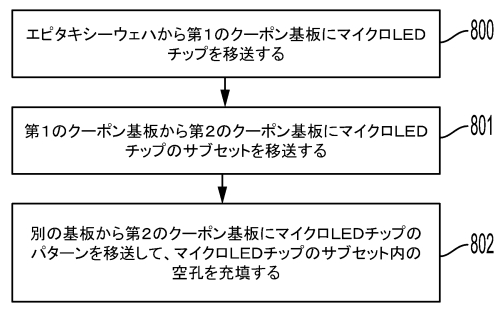 エピタキシーウェハから第1のクーポン基板にマイクロLED
チップを移送する
800
第1のクーポン基板から第2のクーポン基板にマイクロLED
チップのサブセットを移送する
801
別の基板から第2のクーポン基板にマイクロLEDチップの
パターンを移送して、マイクロLEDチップのサブセット内の
空孔を充填する
802